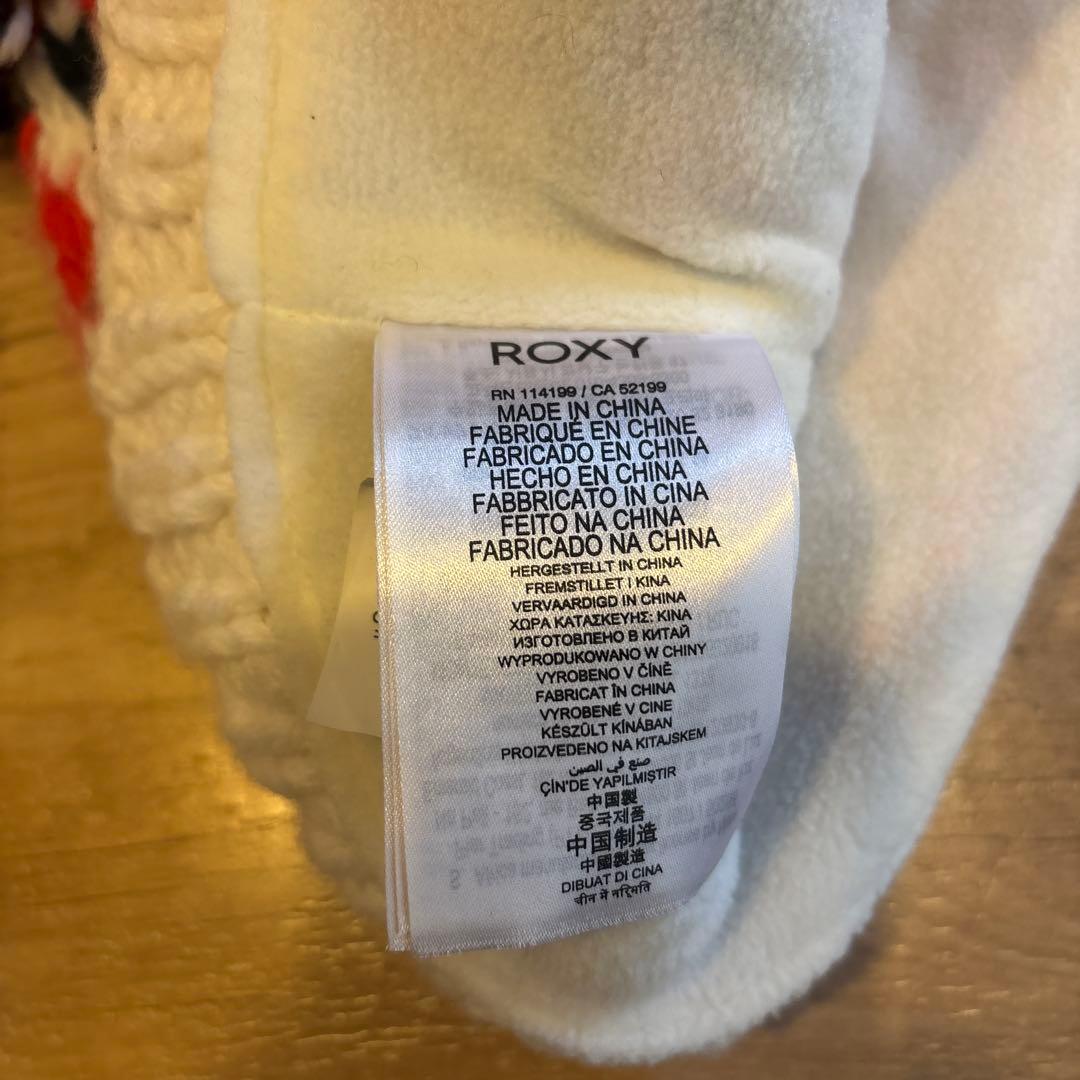 ROXY
RN 114199 / CA 52199
MADE IN CHINA
FABRIQUÉ EN CHINE
FABRICADO EN CHINA
HECHO EN CHINA
FABBRICATO IN CINA
FEITO NA CHINA
FABRICADO NA CHINA
HERGESTELLT IN CHINA
FREMSTILLET I KINA
VERVAARDIGD IN CHINA
ΧΩΡΑ ΚΑΤΑΣΚΕΥΗΣ: ΚΙΝΑ
ИЗГОТОВЛЕНО В КИТАЙ
WYPRODUKOWANO W CHINY
VYROBENO V ČÍNĚ
FABRICAT ÎN CHINA
VYROBENÉ V CINE
KÉSZÜLT KÍNÁBAN
PROIZVEDENO NA KITAJSKEM
صنع في الصين
ÇİN'DE YAPILMIŞTIR
中国製
중국제품
中国制造
中國製造
DIBUAT DI CINA
चीन में नर्मिति